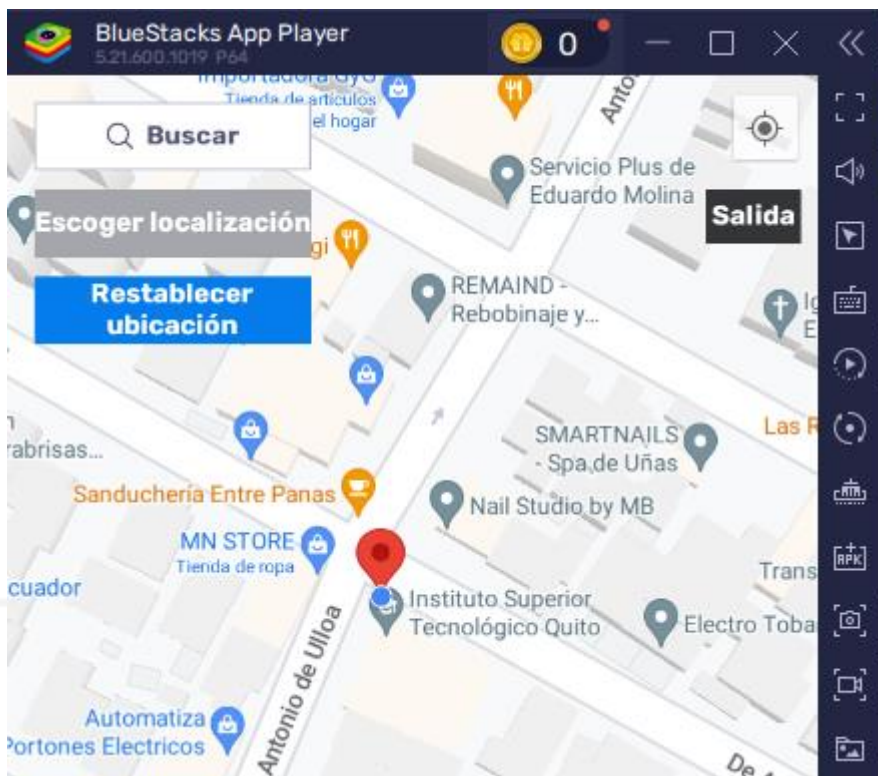 BlueStacks App Player
5.21.600.1019 P64
0
Importadora GyG
Tienda de artículos
el hogar
Buscar
Servicio Plus de
Eduardo Molina
Escoger localización
Salida
gi
REMAIND -
Rebobinaje y...
Restablecer
ubicación
SMARTNAILS
- Spa de Uñas
Las R
rabrisas...
Sanducheria Entre Panas
Nail Studio by MB
MN STORE
Tienda de ropa
Trans
cuador
Instituto Superior
Tecnológico Quito
Electro Toba
Antonio de Ulloa
Automatiza
Portones Electricos